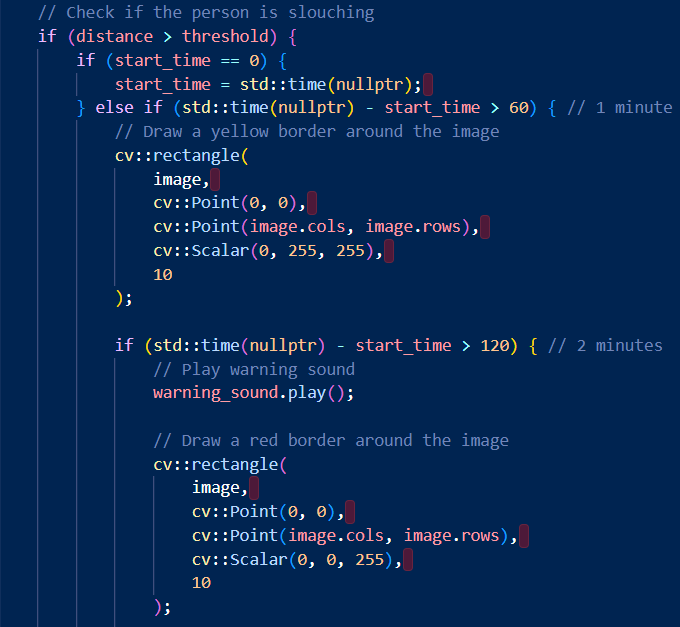 // Check if the person is slouching
if (distance > threshold) {
if (start_time == 0) {
start_time = std::time(nullptr);
} else if (std::time(nullptr) - start_time > 60) { // 1 minute
// Draw a yellow border around the image
cv::rectangle(
image,
cv::Point(0, 0),
cv::Point(image.cols, image.rows),
cv::Scalar(0, 255, 255),
10
);
if (std::time(nullptr) - start_time > 120) { // 2 minutes
// Play warning sound
warning_sound.play();
// Draw a red border around the image
cv::rectangle(
image,
cv::Point(0, 0),
cv::Point(image.cols, image.rows),
cv::Scalar(0, 0, 255),
10
);